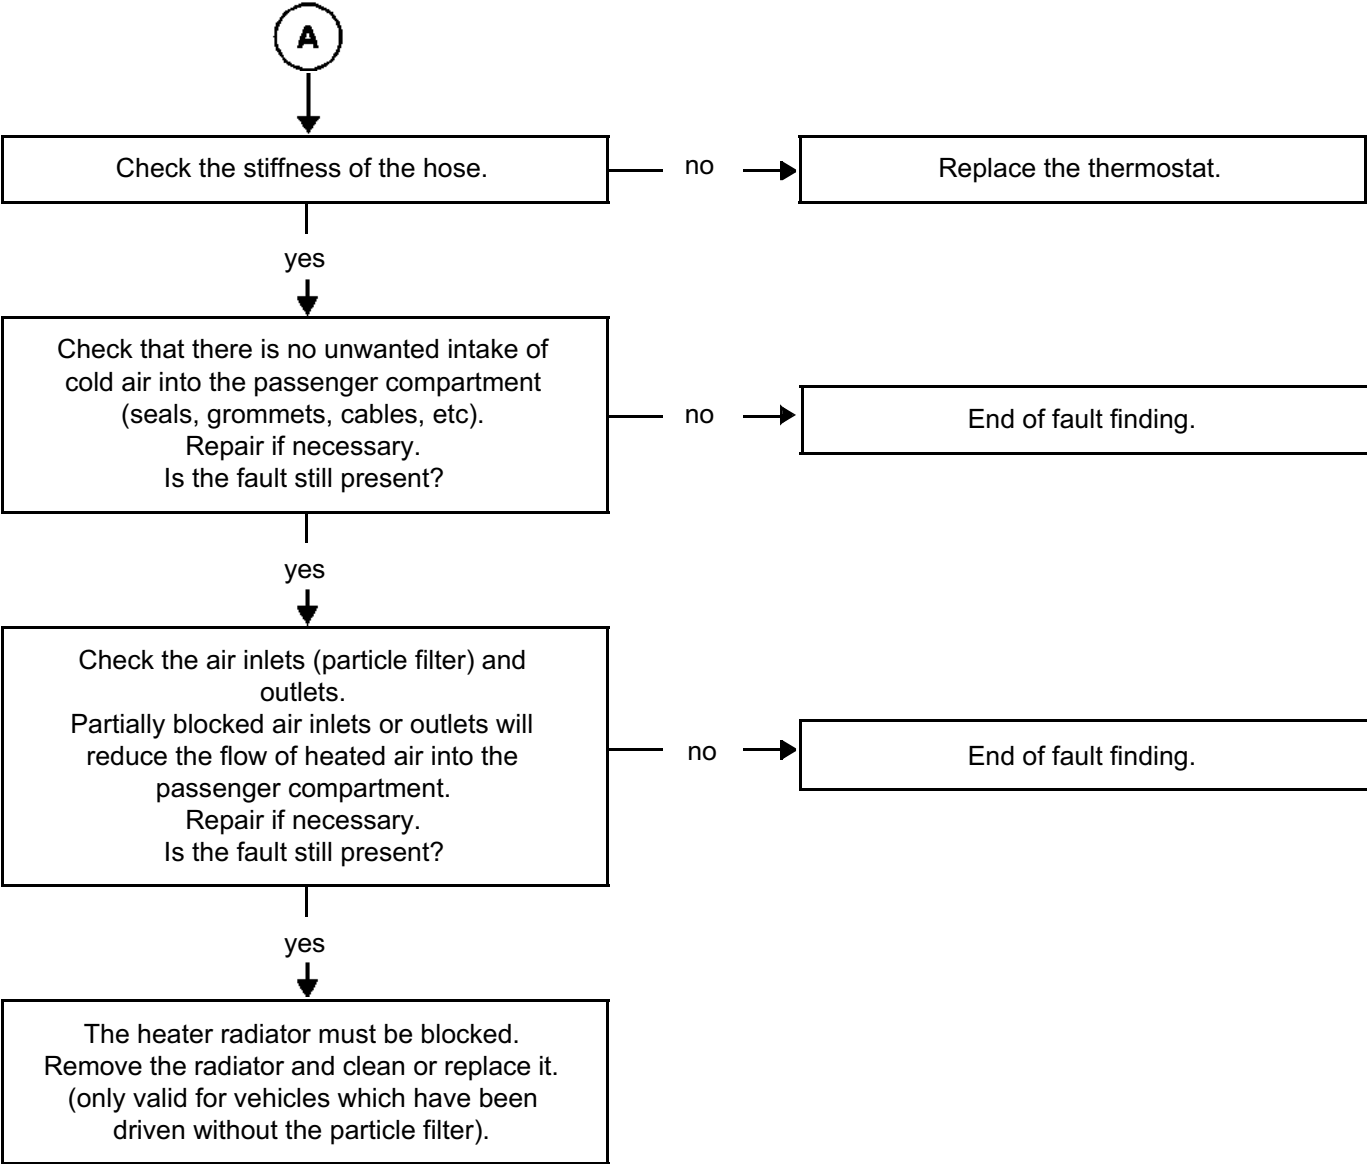 A
Check the stiffness of the hose.
no
Replace the thermostat.
yes
Check that there is no unwanted intake of
cold air into the passenger compartment
(seals, grommets, cables, etc).
Repair if necessary.
Is the fault still present?
no
End of fault finding.
yes
Check the air inlets (particle filter) and
outlets.
Partially blocked air inlets or outlets will
reduce the flow of heated air into the
passenger compartment.
Repair if necessary.
Is the fault still present?
no
End of fault finding.
yes
The heater radiator must be blocked.
Remove the radiator and clean or replace it.
(only valid for vehicles which have been
driven without the particle filter).